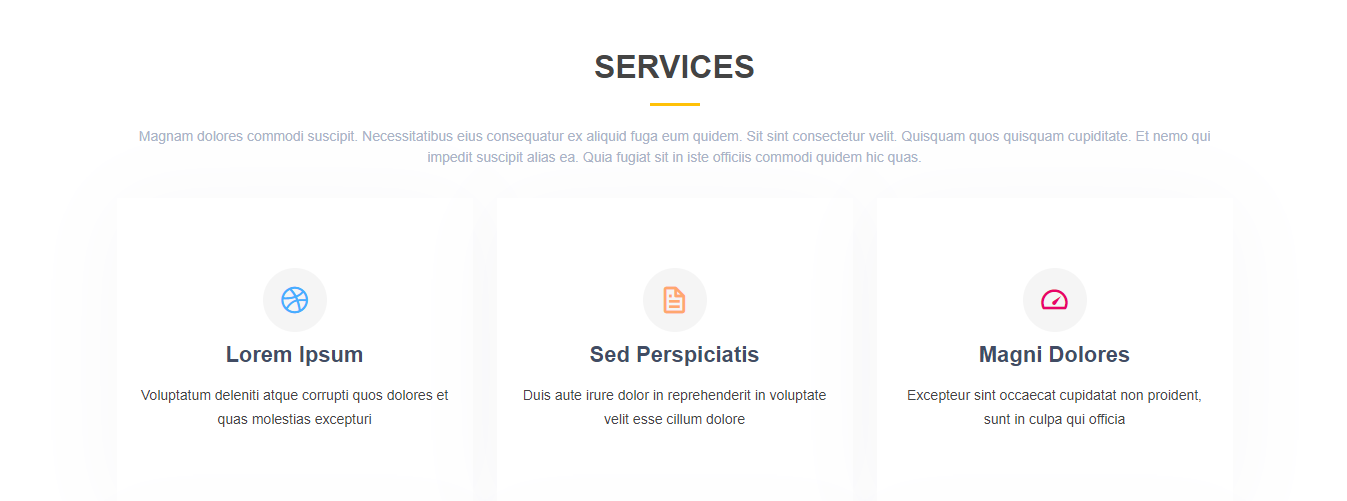 SERVICES
Magnam dolores commodi suscipit. Necessitatibus eius consequatur ex aliquid fuga eum quidem. Sit sint consectetur velit. Quisquam quos quisquam cupiditate. Et nemo qui
impedit suscipit alias ea. Quia fugiat sit in iste officiis commodi quidem hic quas.
Lorem Ipsum
Voluptatum deleniti atque corrupti quos dolores et
quas molestias excepturi
Sed Perspiciatis
Duis aute irure dolor in reprehenderit in voluptate
velit esse cillum dolore
Magni Dolores
Excepteur sint occaecat cupidatat non proident,
sunt in culpa qui officia